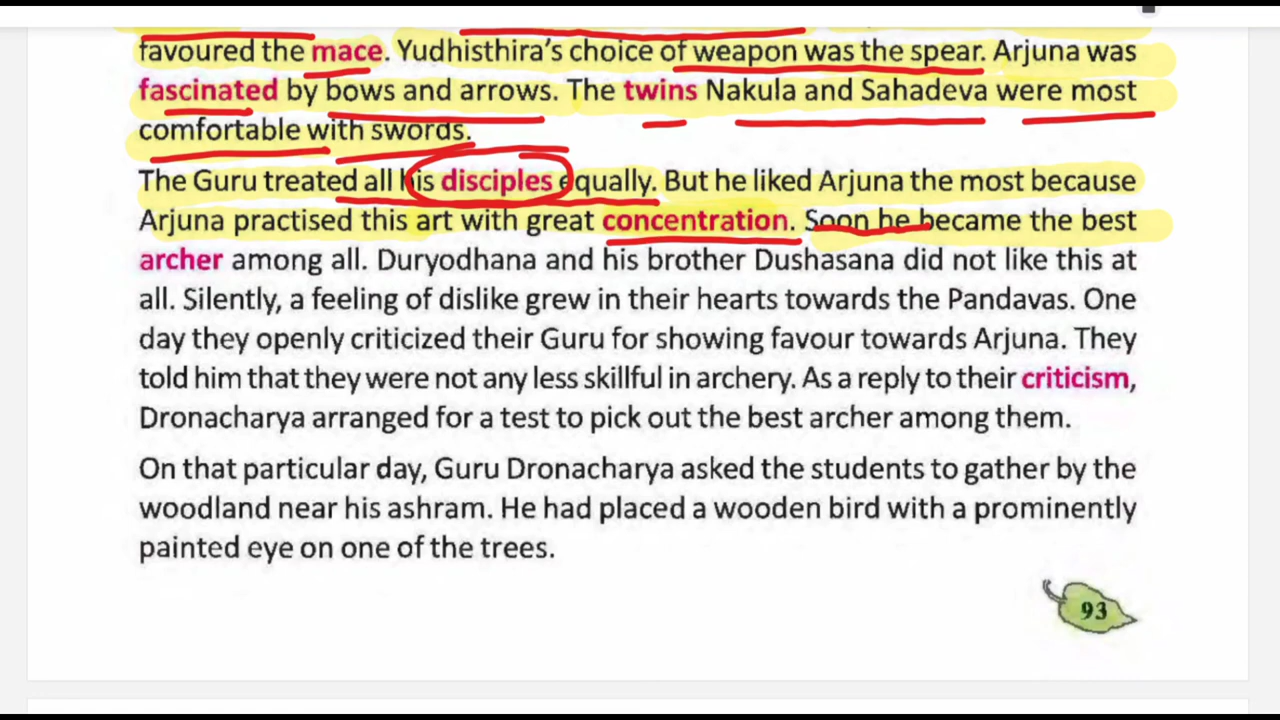 favoured the mace. Yudhisthira's choice of weapon was the spear. Arjuna was
fascinated by bows and arrows. The twins Nakula and Sahadeva were most
comfortable with swords.
The Guru treated all his disciples equally. But he liked Arjuna the most because
Arjuna practised this art with great concentration. Soon he became the best
archer among all. Duryodhana and his brother Dushasana did not like this at
all. Silently, a feeling of dislike grew in their hearts towards the Pandavas. One
day they openly criticized their Guru for showing favour towards Arjuna. They
told him that they were not any less skillful in archery. As a reply to their criticism,
Dronacharya arranged for a test to pick out the best archer among them.
On that particular day, Guru Dronacharya asked the students to gather by the
woodland near his ashram. He had placed a wooden bird with a prominently
painted eye on one of the trees.
93